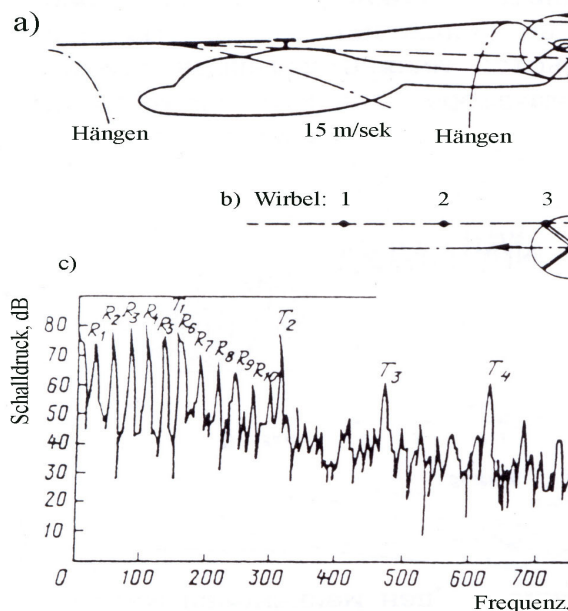 a)
Hängen
15 m/sek
Hängen
b) Wirbel: 1 2 3
c)
Schalldruck, dB
80
70
60
50
40
30
20
10
R1 R2 R3 R4 R5 T1 R6 R7 R8 R9 R10 T2 T3 T4
0 100 200 300 400 500 600 700
Frequenz